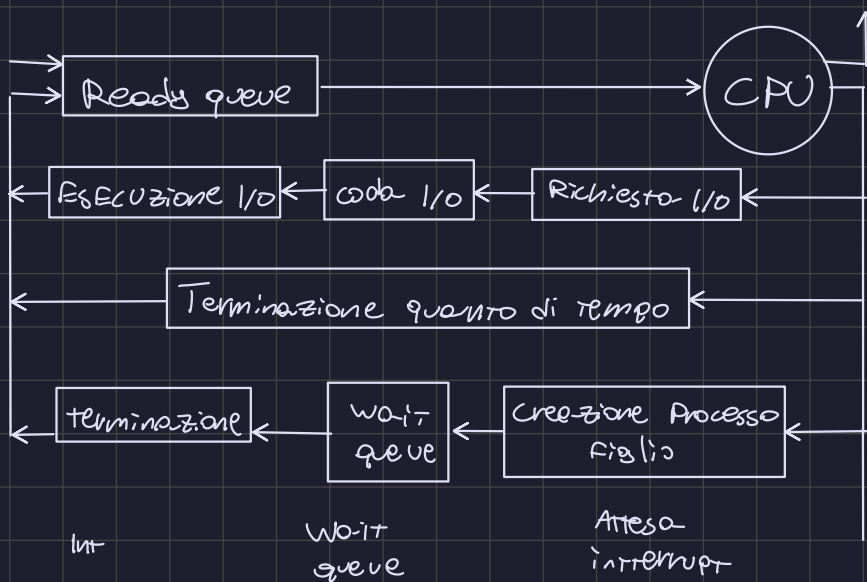 Ready queue
CPU
Esecuzione I/O
coda I/O
Richiesta I/O
Terminazione quanto di tempo
terminazione
wait
queue
Creazione Processo
Figlio
Int
Wait
queue
Attesa
interrupt